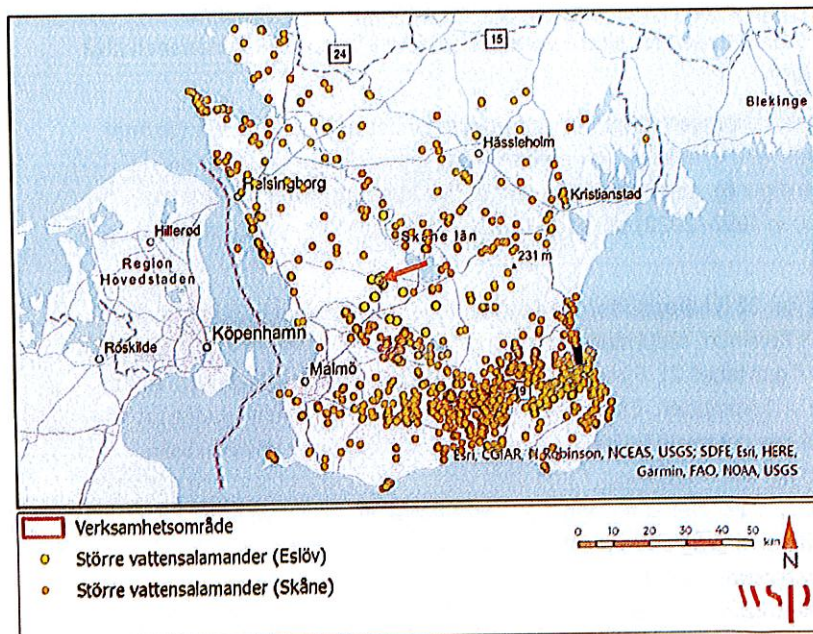 24
15
Blekinge
Hässleholm
Helsingborg
Kristianstad
Hillerød
Skåne län
231 m
Region
Hovedstaden
Köpenhamn
Roskilde
Malmö
19
Esri, CGIAR, N Robinson, NCEAS, USGS; SDFE, Esri, HERE,
Garmin, FAO, NOAA, USGS
Verksamhetsområde
Större vattensalamander (Eslöv)
Större vattensalamander (Skåne)
0 10 20 30 40 50
km
N
wsp